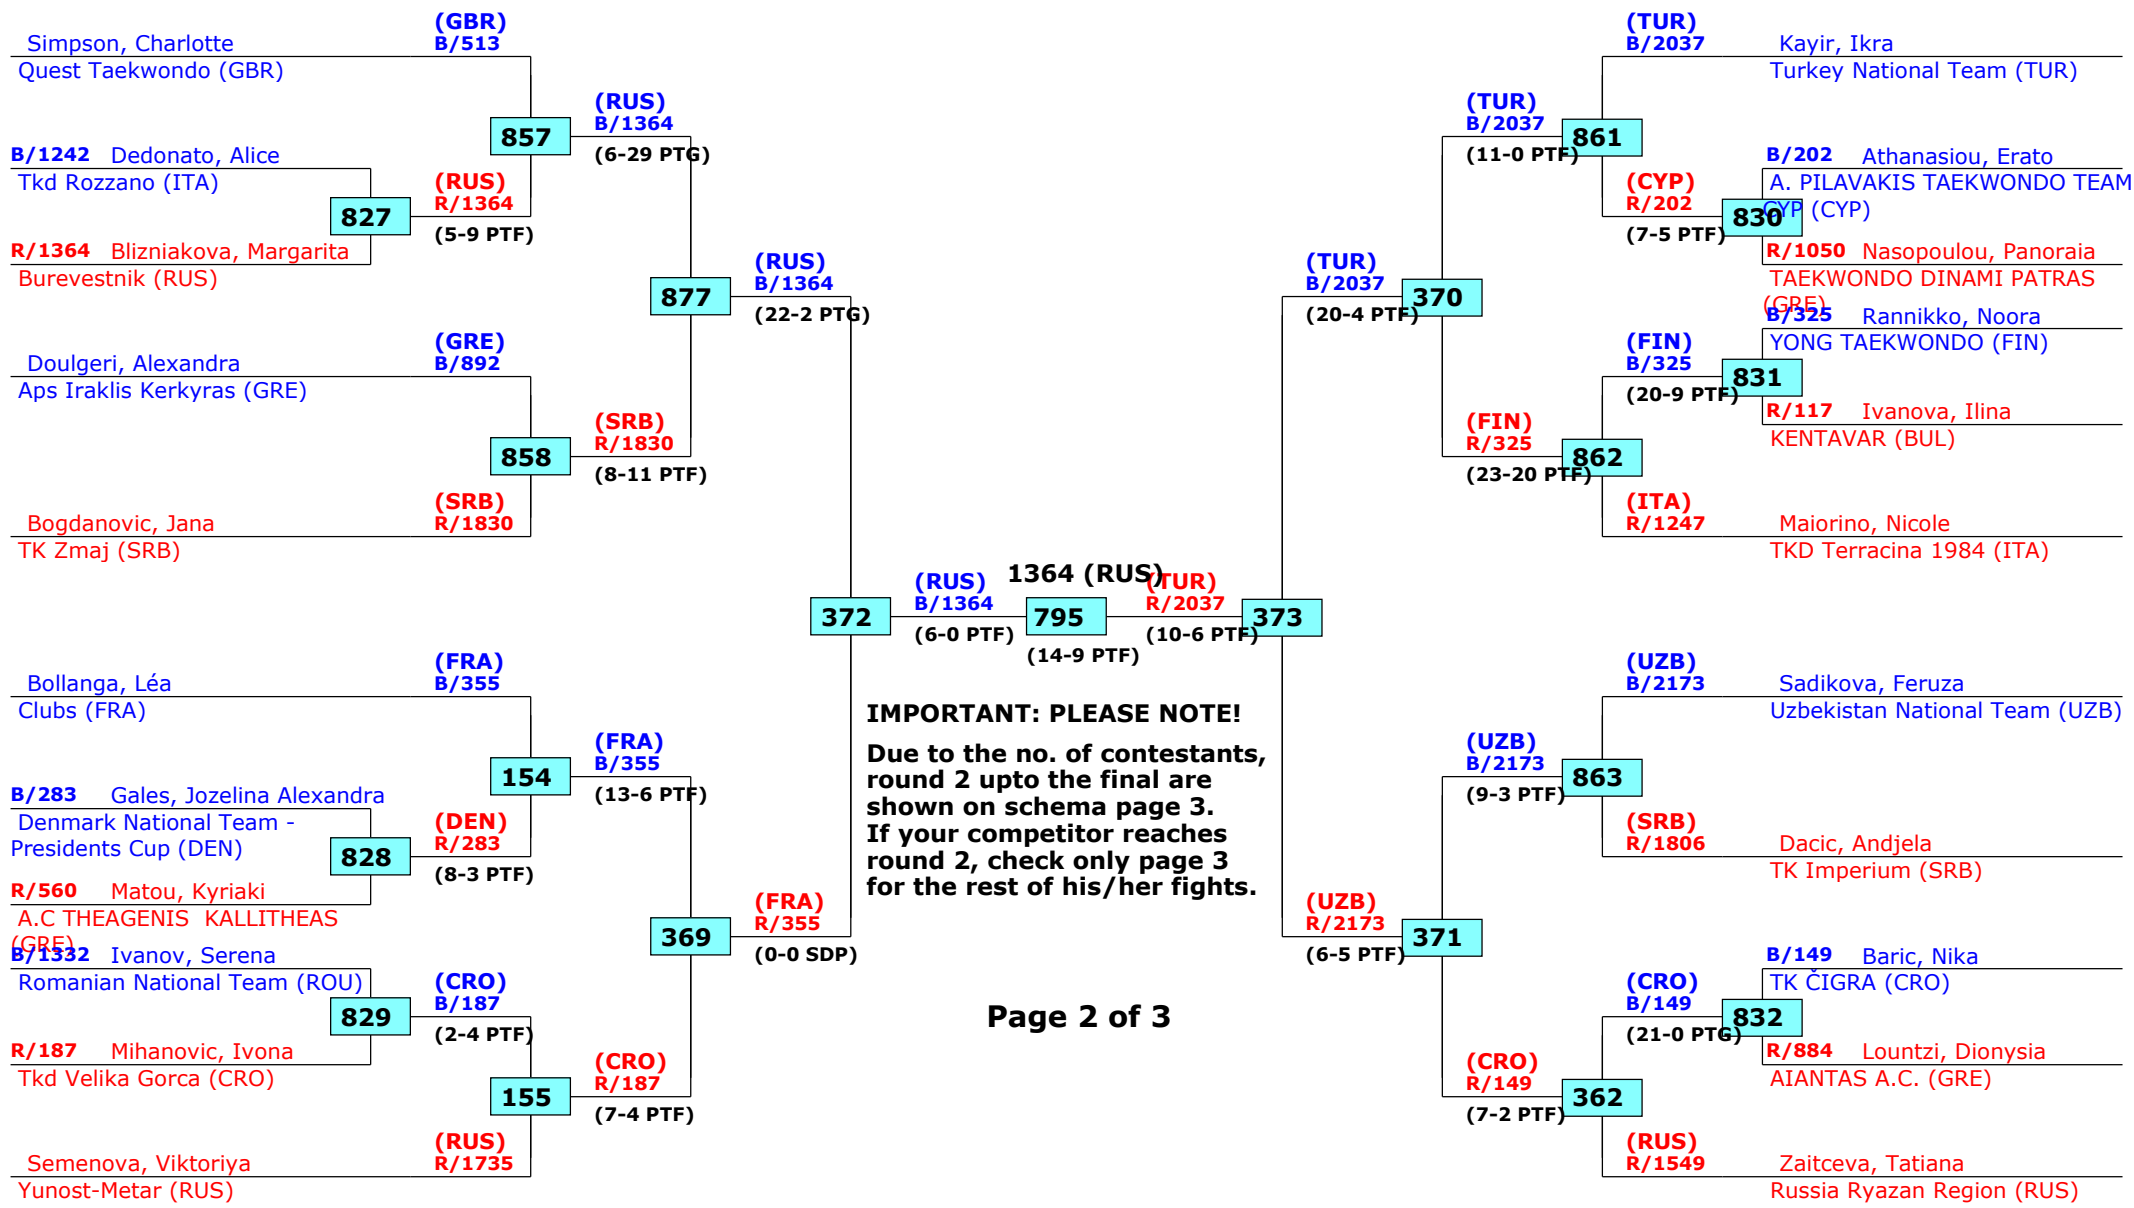 (GBR)
B/513
Simpson, Charlotte
Quest Taekwondo (GBR)
857
(RUS)
B/1364
(6-29 PTG)
B/1242 Dedonato, Alice
Tkd Rozzano (ITA)
827
(RUS)
R/1364
(5-9 PTF)
R/1364 Blizniakova, Margarita
Burevestnik (RUS)
877
(RUS)
B/1364
(22-2 PTG)
(GRE)
B/892
Doulgeri, Alexandra
Aps Iraklis Kerkyras (GRE)
858
(SRB)
R/1830
(8-11 PTF)
(SRB)
R/1830
Bogdanovic, Jana
TK Zmaj (SRB)
372
(RUS)
B/1364
(6-0 PTF)
1364 (RUS)
795
(14-9 PTF)
(TUR)
R/2037
(10-6 PTF)
373
(FRA)
B/355
Bollanga, Léa
Clubs (FRA)
154
(FRA)
B/355
(13-6 PTF)
B/283 Gales, Jozelina Alexandra
Denmark National Team -
Presidents Cup (DEN)
828
(DEN)
R/283
(8-3 PTF)
R/560 Matou, Kyriaki
A.C THEAGENIS KALLITHEAS
(GRE)
369
(FRA)
R/355
(0-0 SDP)
B/1332 Ivanov, Serena
Romanian National Team (ROU)
829
(CRO)
B/187
(2-4 PTF)
R/187 Mihanovic, Ivona
Tkd Velika Gorca (CRO)
155
(CRO)
R/187
(7-4 PTF)
(RUS)
R/1735
Semenova, Viktoriya
Yunost-Metar (RUS)
IMPORTANT: PLEASE NOTE!
Due to the no. of contestants,
round 2 upto the final are
shown on schema page 3.
If your competitor reaches
round 2, check only page 3
for the rest of his/her fights.
Page 2 of 3
(TUR)
B/2037
Kayir, Ikra
Turkey National Team (TUR)
(TUR)
B/2037
(11-0 PTF)
861
B/202 Athanasiou, Erato
A. PILAVAKIS TAEKWONDO TEAM
CYP (CYP)
(CYP)
R/202
(7-5 PTF)
830
R/1050 Nasopoulou, Panoraia
TAEKWONDO DINAMI PATRAS
(GRE)
(TUR)
B/2037
(20-4 PTF)
370
B/325 Rannikko, Noora
YONG TAEKWONDO (FIN)
(FIN)
B/325
(20-9 PTF)
831
R/117 Ivanova, Ilina
KENTAVAR (BUL)
(FIN)
R/325
(23-20 PTF)
862
(ITA)
R/1247
Maiorino, Nicole
TKD Terracina 1984 (ITA)
(UZB)
B/2173
Sadikova, Feruza
Uzbekistan National Team (UZB)
(UZB)
B/2173
(9-3 PTF)
863
(SRB)
R/1806
Dacic, Andjela
TK Imperium (SRB)
(UZB)
R/2173
(6-5 PTF)
371
B/149 Baric, Nika
TK ČIGRA (CRO)
(CRO)
B/149
(21-0 PTG)
832
R/884 Lountzi, Dionysia
AIANTAS A.C. (GRE)
(CRO)
R/149
(7-2 PTF)
362
(RUS)
R/1549
Zaitceva, Tatiana
Russia Ryazan Region (RUS)